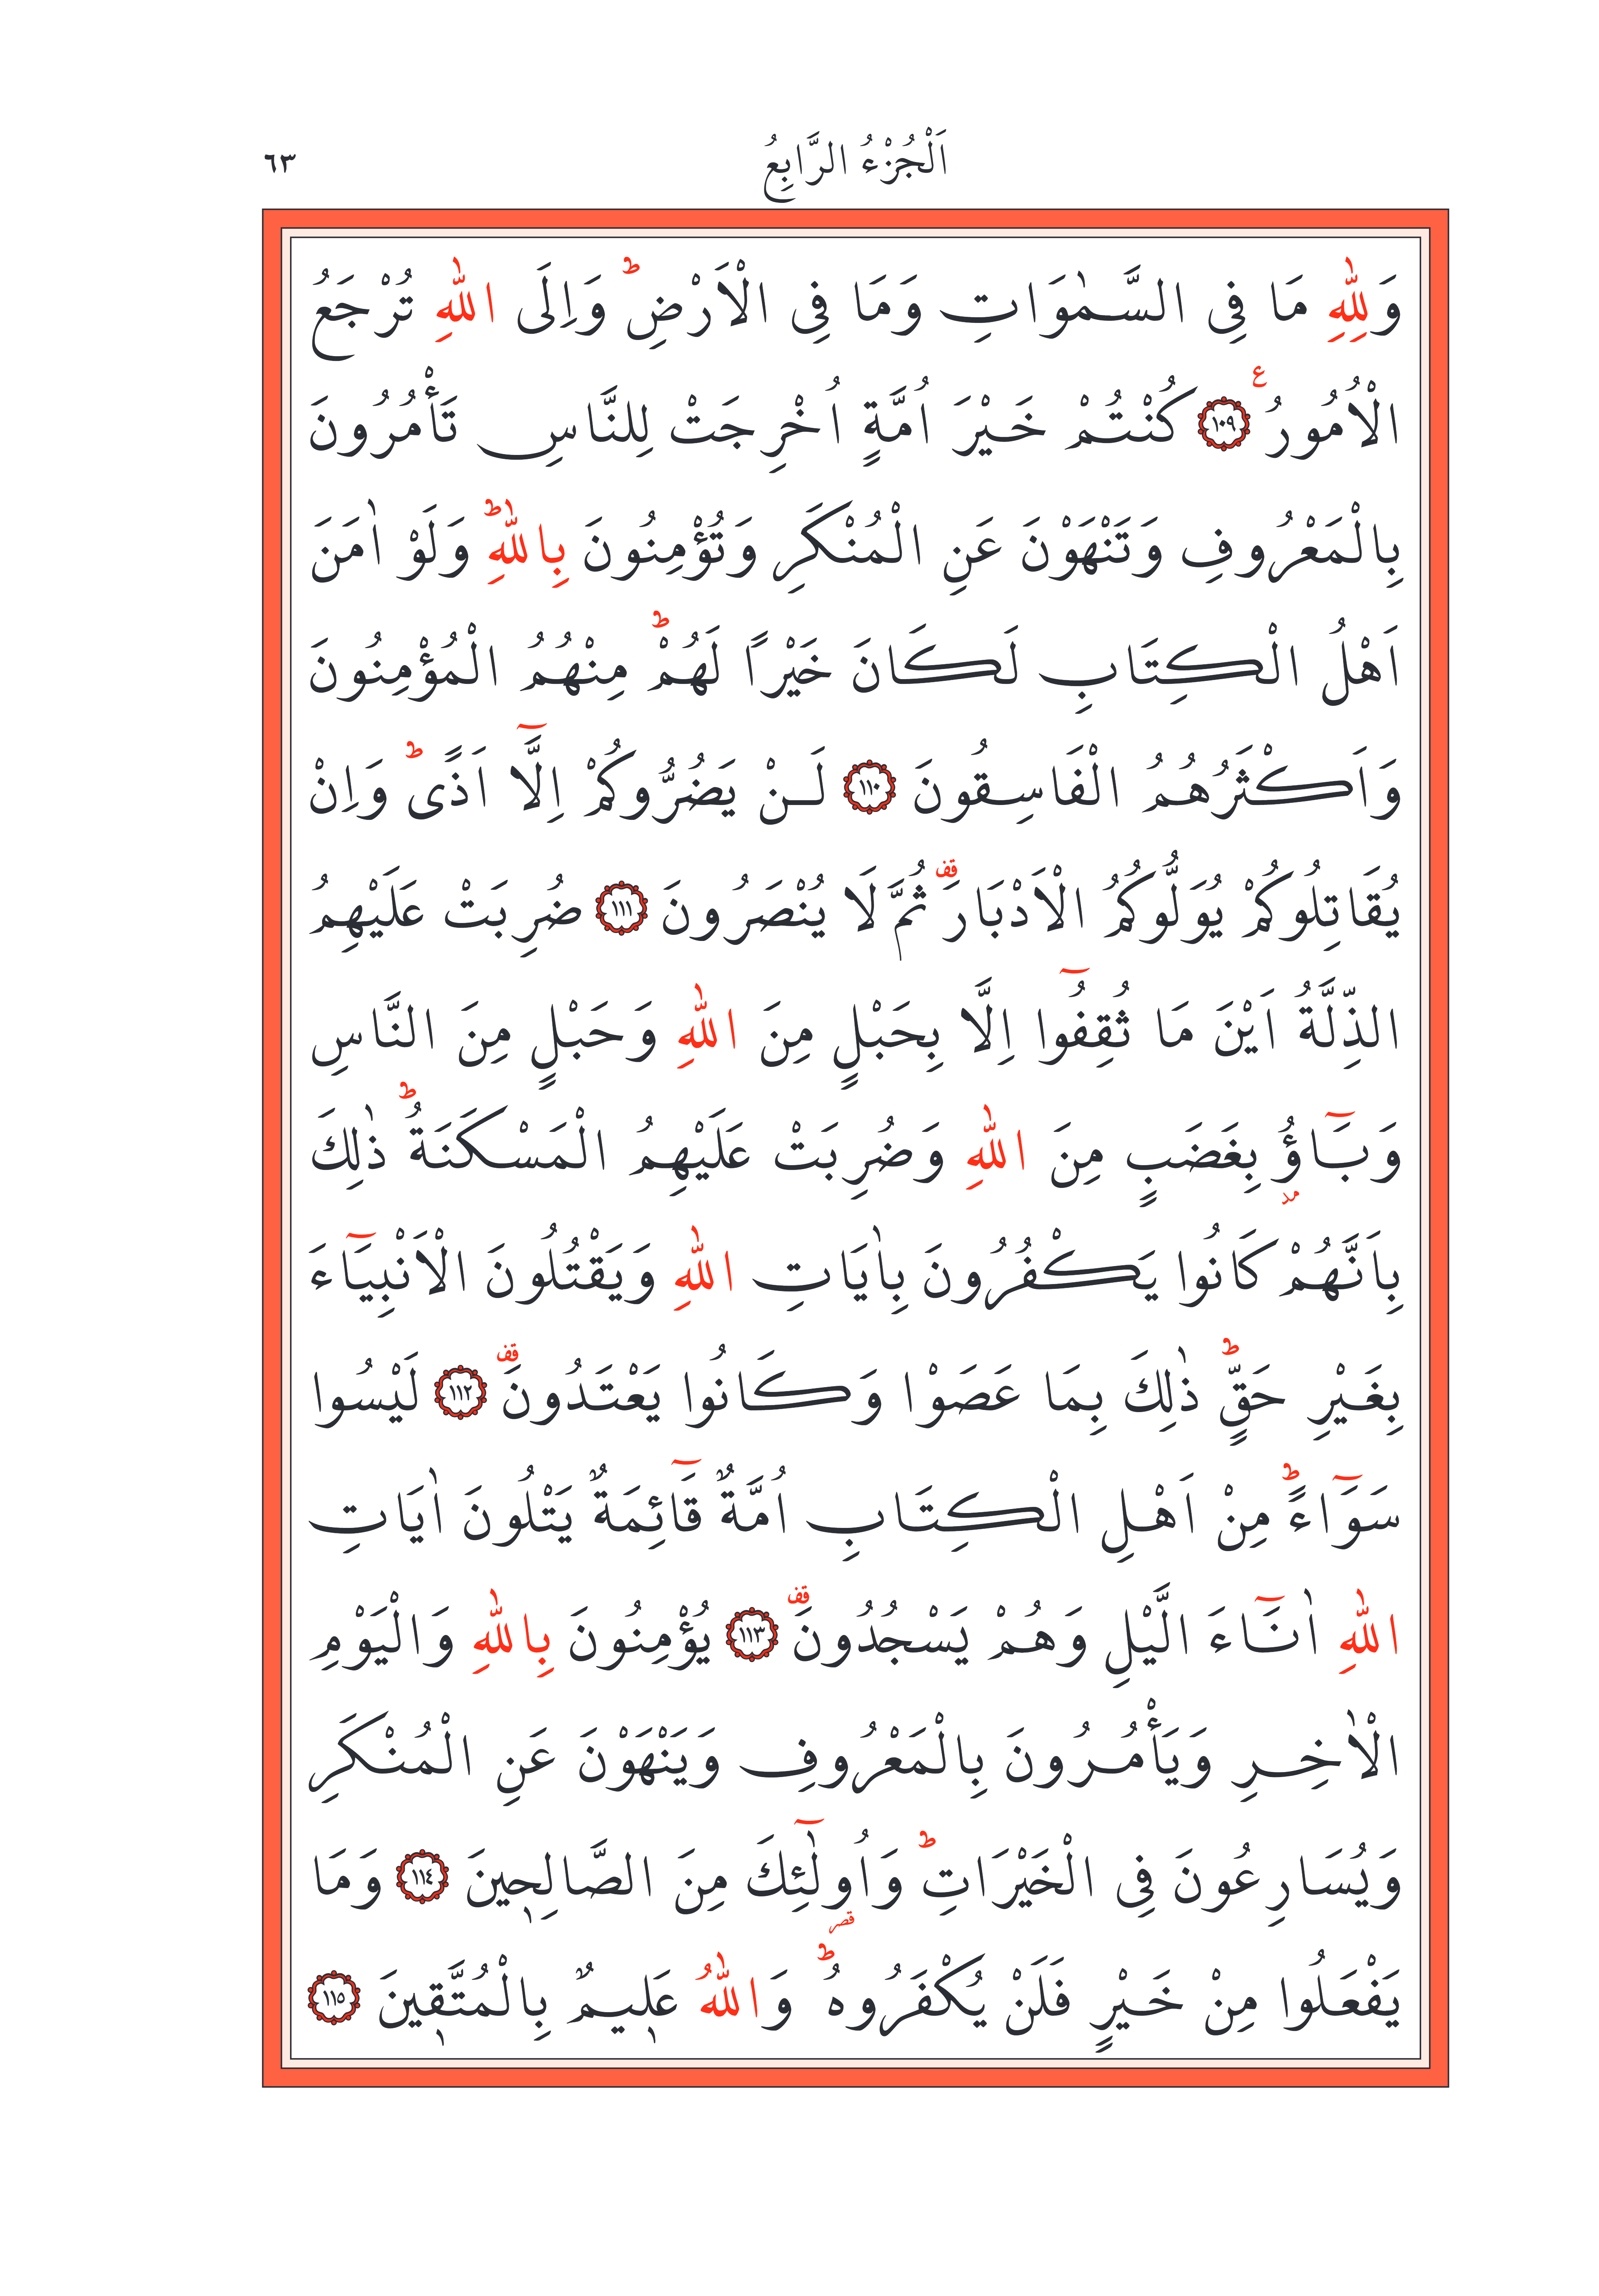 اَلْجُزْءُ الرَّابِعُ ٦٣
وَلِلّٰهِ مَا فِى السَّمٰوَاتِ وَمَا فِى الْاَرْضِۜ وَاِلَى اللّٰهِ تُرْجَعُ
الْاُمُورُ ۟ ﴿١٠٩﴾ كُنْتُمْ خَيْرَ اُمَّةٍ اُخْرِجَتْ لِلنَّاسِ تَأْمُرُونَ
بِالْمَعْرُوفِ وَتَنْهَوْنَ عَنِ الْمُنْكَرِ وَتُؤْمِنُونَ بِاللّٰهِۜ وَلَوْ اٰمَنَ
اَهْلُ الْكِتَابِ لَكَانَ خَيْرًا لَهُمْۜ مِنْهُمُ الْمُؤْمِنُونَ
وَاَكْثَرُهُمُ الْفَاسِقُونَ ﴿١١٠﴾ لَنْ يَضُرُّوكُمْ اِلَّٓا اَذًىۜ وَاِنْ
يُقَاتِلُوكُمْ يُوَلُّوكُمُ الْاَدْبَارَ۠ ثُمَّ لَا يُنْصَرُونَ ﴿١١١﴾ ضُرِبَتْ عَلَيْهِمُ
الذِّلَّةُ اَيْنَ مَا ثُقِفُٓوا اِلَّا بِحَبْلٍ مِنَ اللّٰهِ وَحَبْلٍ مِنَ النَّاسِ
وَبَٓاؤُ۫ بِغَضَبٍ مِنَ اللّٰهِ وَضُرِبَتْ عَلَيْهِمُ الْمَسْكَنَةُۜ ذٰلِكَ
بِاَنَّهُمْ كَانُوا يَكْفُرُونَ بِاٰيَاتِ اللّٰهِ وَيَقْتُلُونَ الْاَنْبِيَٓاءَ
بِغَيْرِ حَقٍّۜ ذٰلِكَ بِمَا عَصَوْا وَكَانُوا يَعْتَدُونَ۠ ﴿١١٢﴾ لَيْسُوا
سَوَٓاءًۜ مِنْ اَهْلِ الْكِتَابِ اُمَّةٌ قَٓائِمَةٌ يَتْلُونَ اٰيَاتِ
اللّٰهِ اٰنَٓاءَ الَّيْلِ وَهُمْ يَسْجُدُونَ۠ ﴿١١٣﴾ يُؤْمِنُونَ بِاللّٰهِ وَالْيَوْمِ
الْاٰخِرِ وَيَأْمُرُونَ بِالْمَعْرُوفِ وَيَنْهَوْنَ عَنِ الْمُنْكَرِ
وَيُسَارِعُونَ فِى الْخَيْرَاتِۜ وَاُو۬لٰٓئِكَ مِنَ الصَّالِح۪ينَ ﴿١١٤﴾ وَمَا
يَفْعَلُوا مِنْ خَيْرٍ فَلَنْ يُكْفَرُوهُۜ وَاللّٰهُ عَل۪يمٌ بِالْمُتَّق۪ينَ ﴿١١٥﴾